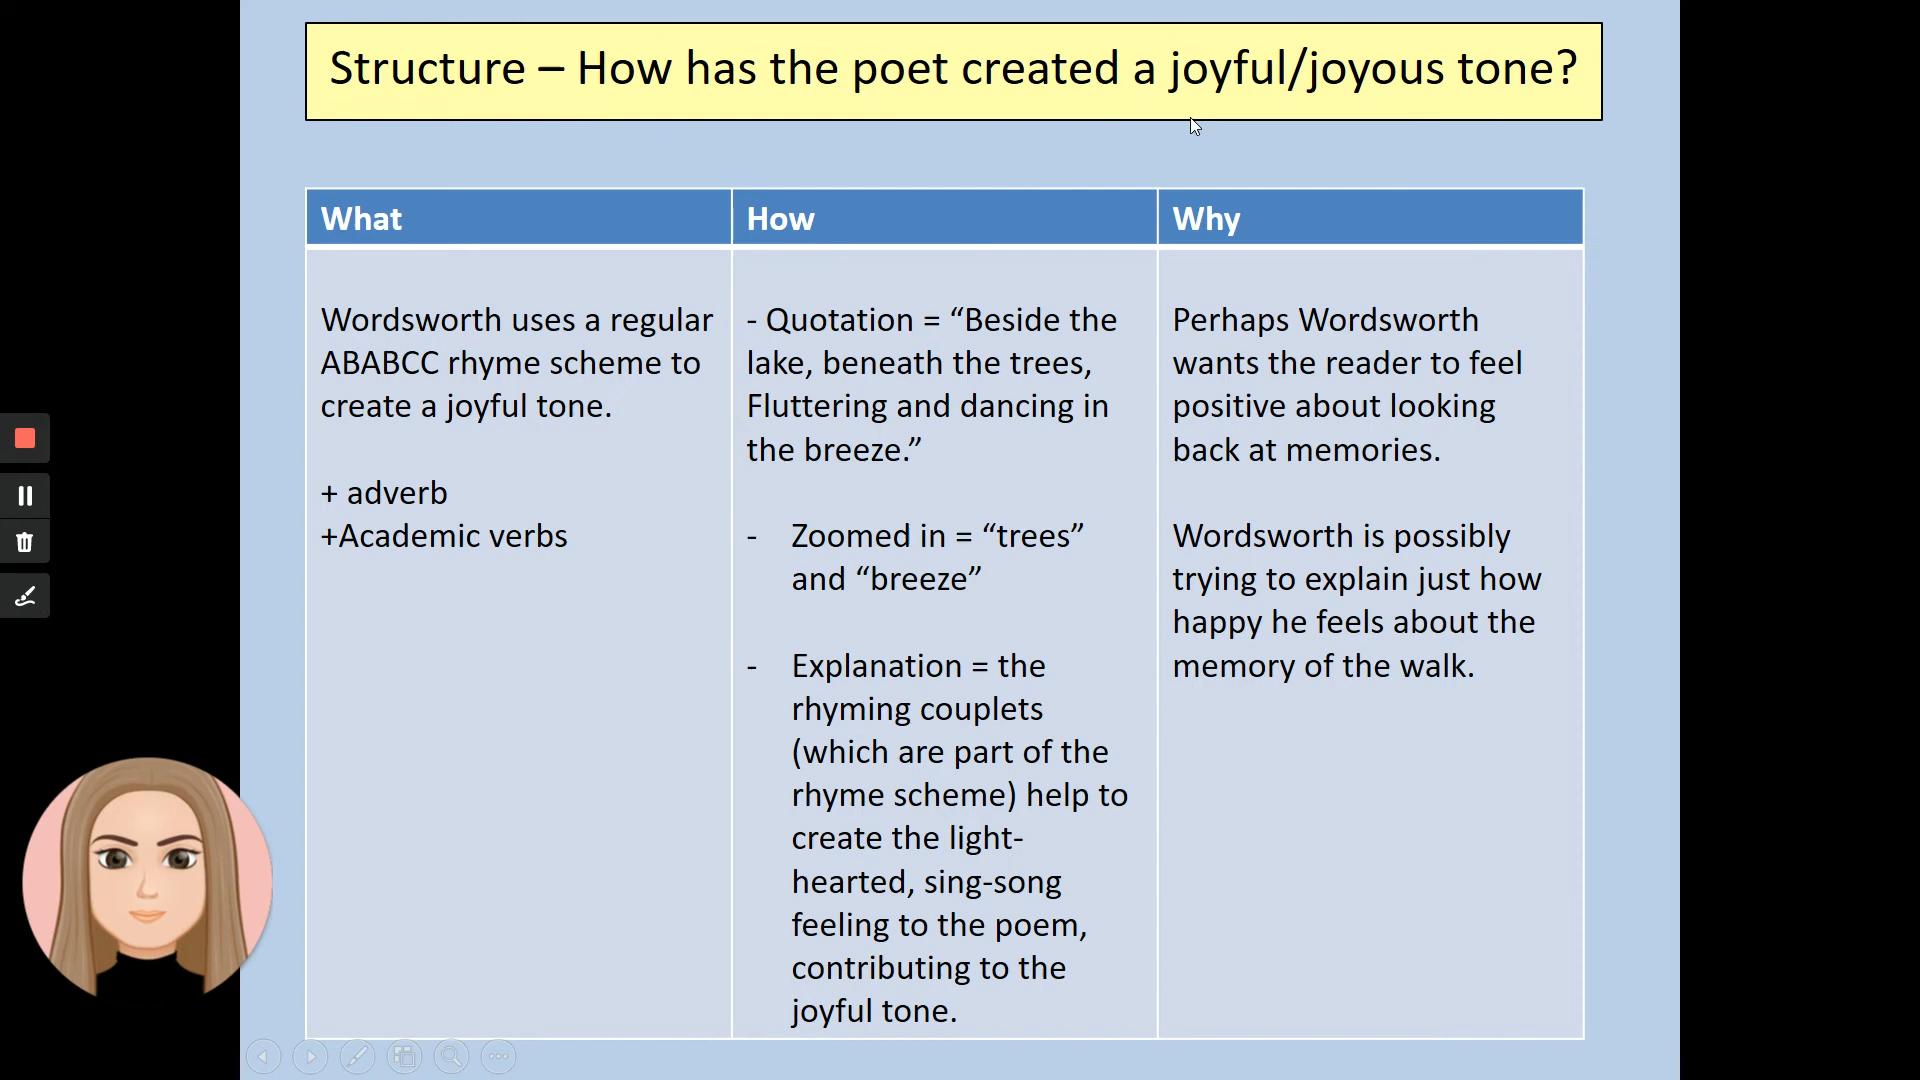 Structure – How has the poet created a joyful/joyous tone?
What
How
Why
Wordsworth uses a regular
ABABCC rhyme scheme to
create a joyful tone.
+ adverb
+Academic verbs
- Quotation = “Beside the
lake, beneath the trees,
Fluttering and dancing in
the breeze.”
- Zoomed in = “trees”
and “breeze”
- Explanation = the
rhyming couplets
(which are part of the
rhyme scheme) help to
create the light-
hearted, sing-song
feeling to the poem,
contributing to the
joyful tone.
Perhaps Wordsworth
wants the reader to feel
positive about looking
back at memories.
Wordsworth is possibly
trying to explain just how
happy he feels about the
memory of the walk.